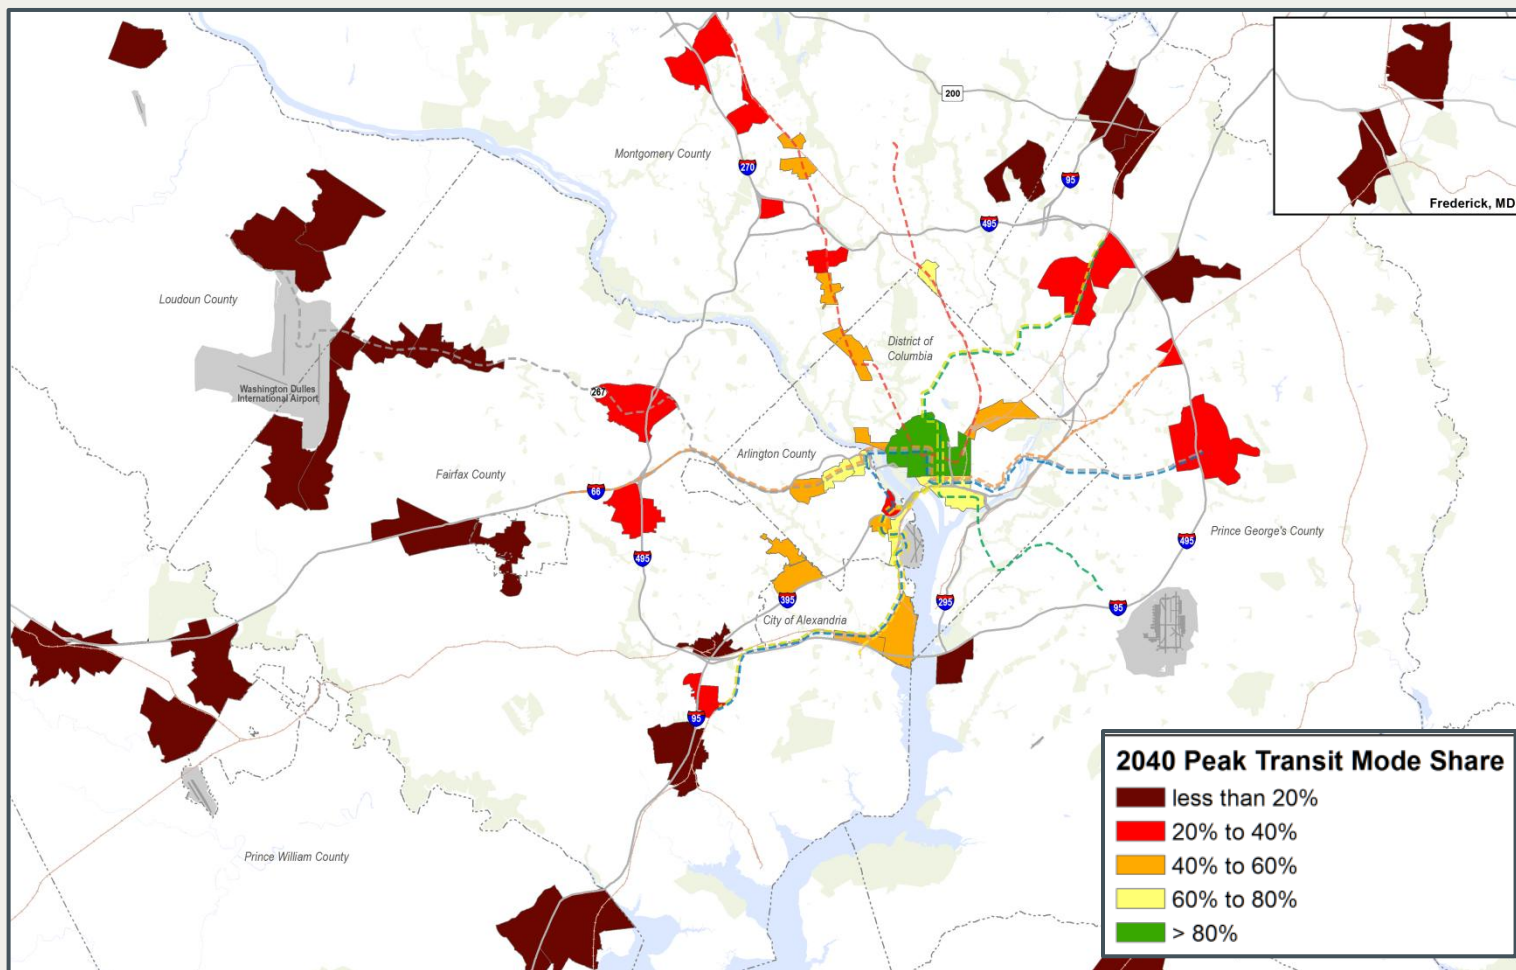 200
Montgomery County
270
95
495
Frederick, MD
Loudoun County
District of
Columbia
Washington Dulles
International Airport
267
Arlington County
Fairfax County
66
495
Prince George's County
495
395
295
95
City of Alexandria
95
Prince William County
2040 Peak Transit Mode Share
less than 20%
20% to 40%
40% to 60%
60% to 80%
> 80%